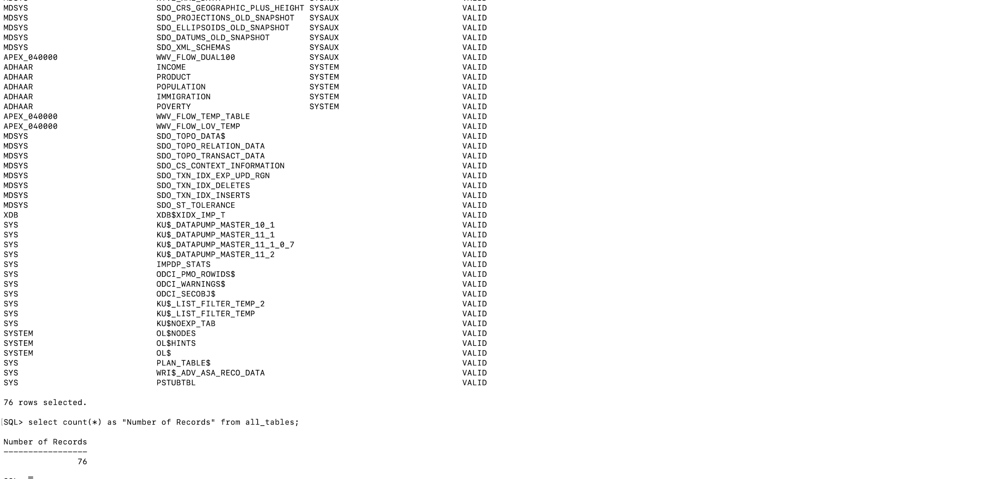 MDSYS SDO_CRS_GEOGRAPHIC_PLUS_HEIGHT SYSAUX VALID
MDSYS SDO_PROJECTIONS_OLD_SNAPSHOT SYSAUX VALID
MDSYS SDO_ELLIPSOIDS_OLD_SNAPSHOT SYSAUX VALID
MDSYS SDO_DATUMS_OLD_SNAPSHOT SYSAUX VALID
MDSYS SDO_XML_SCHEMAS SYSAUX VALID
APEX_040000 WWV_FLOW_DUAL100 SYSAUX VALID
ADHAAR INCOME SYSTEM VALID
ADHAAR PRODUCT SYSTEM VALID
ADHAAR POPULATION SYSTEM VALID
ADHAAR IMMIGRATION SYSTEM VALID
ADHAAR POVERTY SYSTEM VALID
APEX_040000 WWV_FLOW_TEMP_TABLE VALID
APEX_040000 WWV_FLOW_LOV_TEMP VALID
MDSYS SDO_TOPO_DATA$ VALID
MDSYS SDO_TOPO_RELATION_DATA VALID
MDSYS SDO_TOPO_TRANSACT_DATA VALID
MDSYS SDO_CS_CONTEXT_INFORMATION VALID
MDSYS SDO_TXN_IDX_EXP_UPD_RGN VALID
MDSYS SDO_TXN_IDX_DELETES VALID
MDSYS SDO_TXN_IDX_INSERTS VALID
MDSYS SDO_ST_TOLERANCE VALID
XDB XDB$XIDX_IMP_T VALID
SYS KU$_DATAPUMP_MASTER_10_1 VALID
SYS KU$_DATAPUMP_MASTER_11_1 VALID
SYS KU$_DATAPUMP_MASTER_11_1_0_7 VALID
SYS KU$_DATAPUMP_MASTER_11_2 VALID
SYS IMPDP_STATS VALID
SYS ODCI_PMO_ROWIDS$ VALID
SYS ODCI_WARNINGS$ VALID
SYS ODCI_SECOBJ$ VALID
SYS KU$_LIST_FILTER_TEMP_2 VALID
SYS KU$_LIST_FILTER_TEMP VALID
SYS KU$NOEXP_TAB VALID
SYSTEM OL$NODES VALID
SYSTEM OL$HINTS VALID
SYSTEM OL$ VALID
SYS PLAN_TABLE$ VALID
SYS WRI$_ADV_ASA_RECO_DATA VALID
SYS PSTUBTBL VALID
76 rows selected.
[SQL> select count(*) as "Number of Records" from all_tables;
Number of Records
-----------------
76